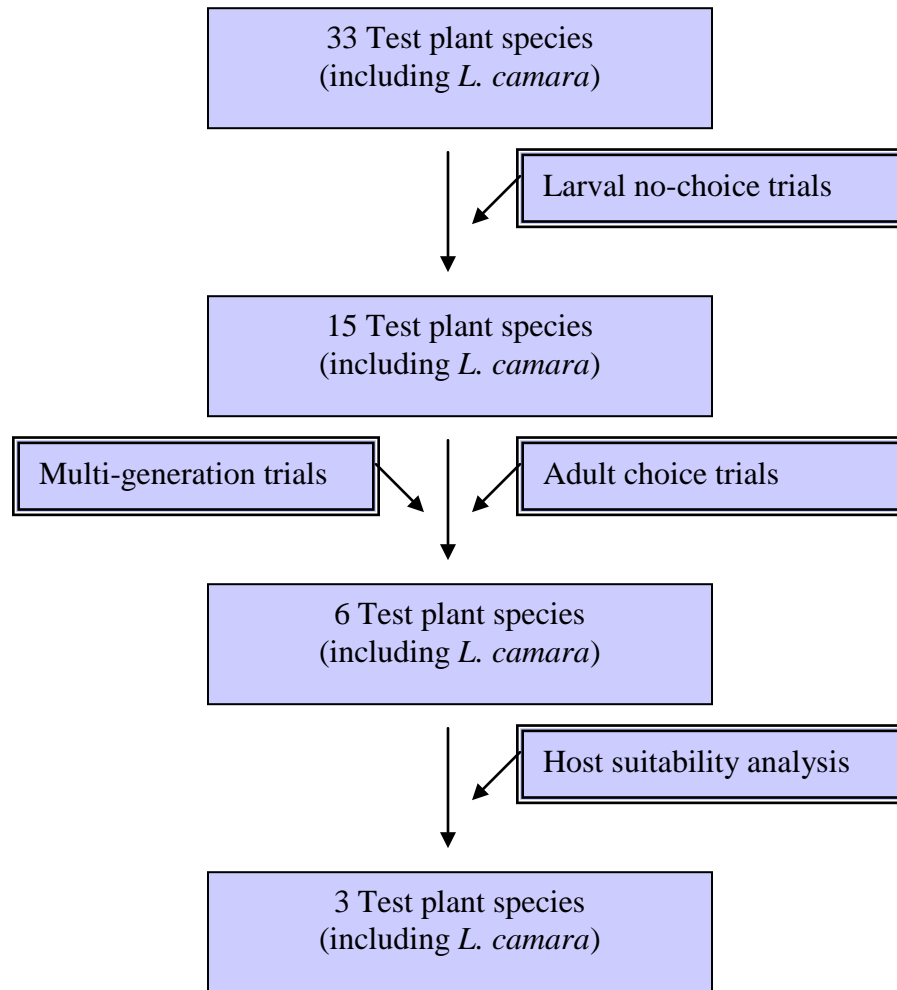 33 Test plant species
(including L. camara)
Larval no-choice trials
15 Test plant species
(including L. camara)
Multi-generation trials
Adult choice trials
6 Test plant species
(including L. camara)
Host suitability analysis
3 Test plant species
(including L. camara)